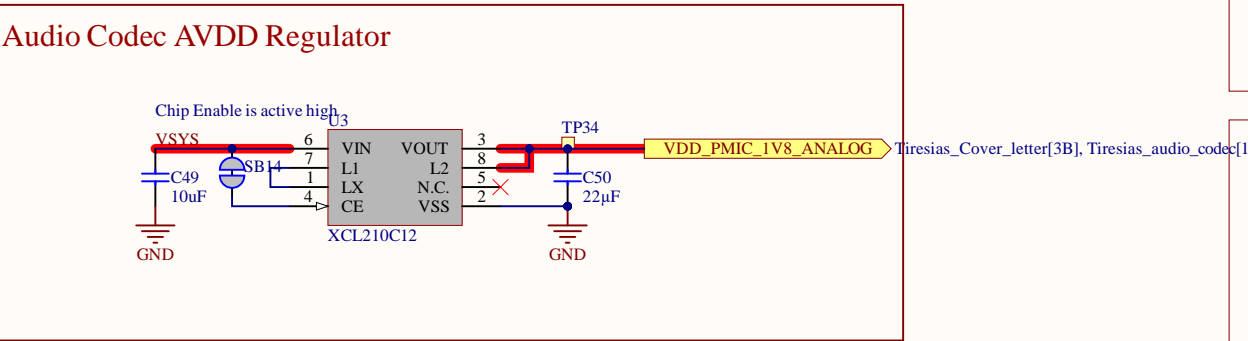 Audio Codec AVDD Regulator
Chip Enable is active high
U3
TP34
VSYS
6 VIN VOUT 3
VDD_PMIC_1V8_ANALOG
Tiresias_Cover_letter[3B], Tiresias_audio_codec[1
7 L1 L2 8
SB14
1 LX N.C. 5
4 CE VSS 2
C49
10uF
C50
22µF
XCL210C12
GND
GND